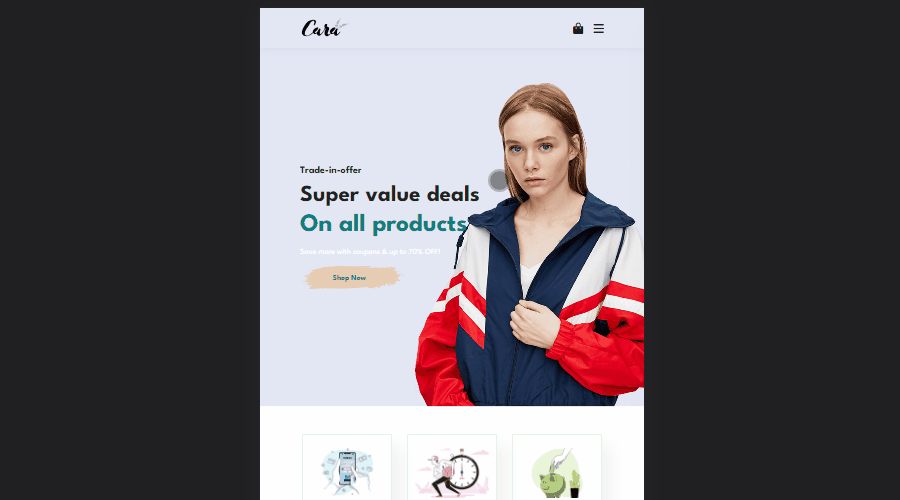 Cara
Trade-in-offer
Super value deals
On all products
Save more with coupons & up to 70% OFF!
Shop Now